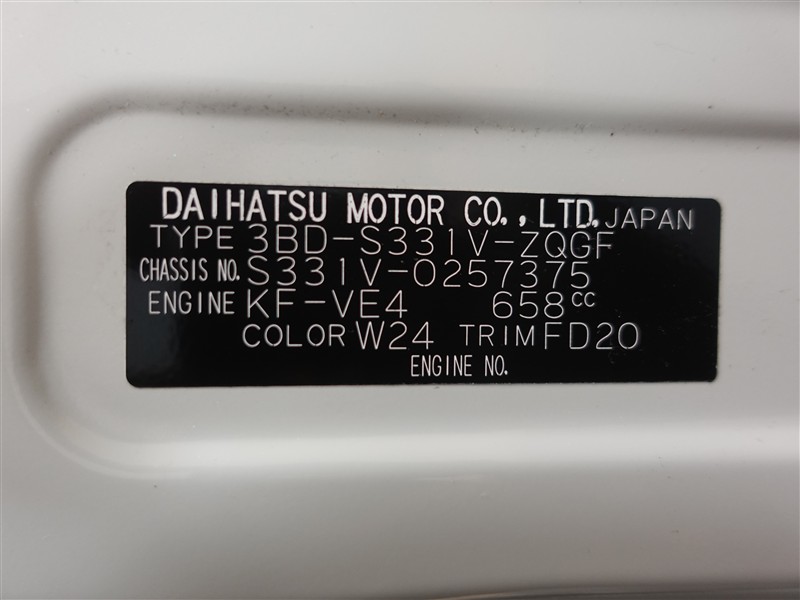 DAIHATSU MOTOR CO., LTD. JAPAN
TYPE 3BD-S331V-ZQGF
CHASSIS NO. S331V-0257375
ENGINE KF-VE4 658cc
COLOR W24 TRIM FD20
ENGINE NO.